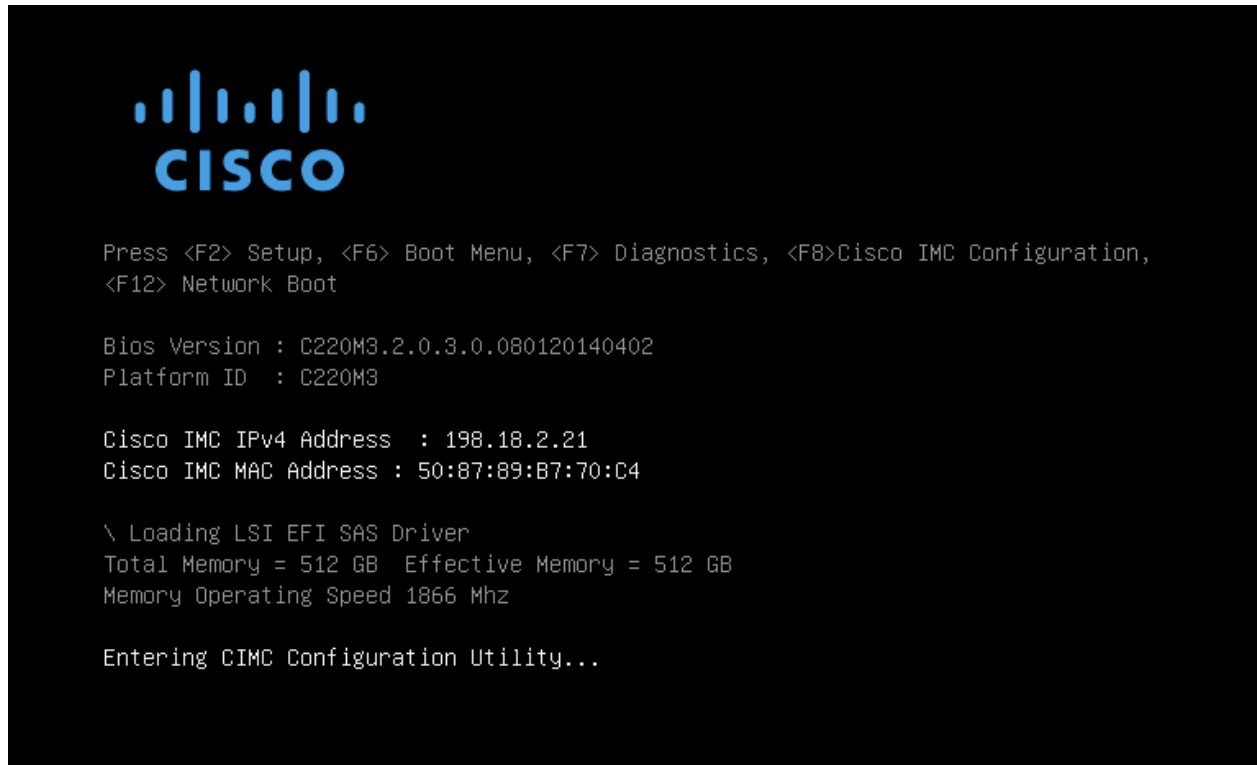 CISCO
Press <F2> Setup, <F6> Boot Menu, <F7> Diagnostics, <F8>Cisco IMC Configuration,
<F12> Network Boot
Bios Version : C220M3.2.0.3.0.080120140402
Platform ID  : C220M3
Cisco IMC IPv4 Address  : 198.18.2.21
Cisco IMC MAC Address : 50:87:89:B7:70:C4
\ Loading LSI EFI SAS Driver
Total Memory = 512 GB  Effective Memory = 512 GB
Memory Operating Speed 1866 Mhz
Entering CIMC Configuration Utility...